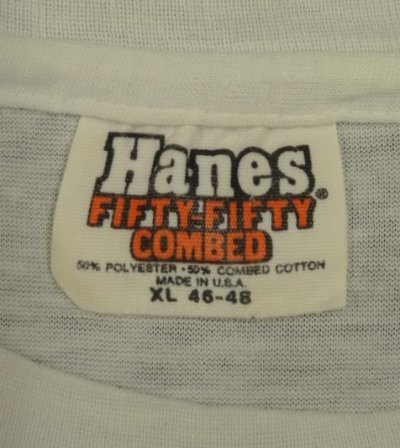 Hanes®
FIFTY-FIFTY
COMBED
50% POLYESTER • 50% COMBED COTTON
MADE IN U.S.A.
XL 46-48